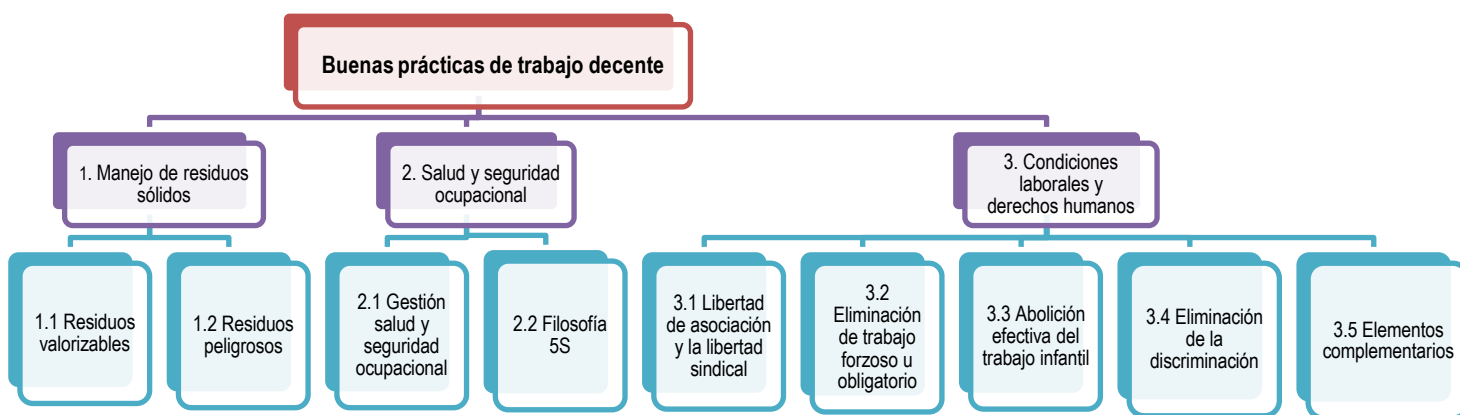 Buenas prácticas de trabajo decente
1. Manejo de residuos
sólidos
2. Salud y seguridad
ocupacional
3. Condiciones
laborales y
derechos humanos
1.1 Residuos
valorizables
1.2 Residuos
peligrosos
2.1 Gestión
salud y
seguridad
ocupacional
2.2 Filosofía
5S
3.1 Libertad
de asociación
y la libertad
sindical
3.2
Eliminación
de trabajo
forzoso u
obligatorio
3.3 Abolición
efectiva del
trabajo infantil
3.4 Eliminación
de la
discriminación
3.5 Elementos
complementarios